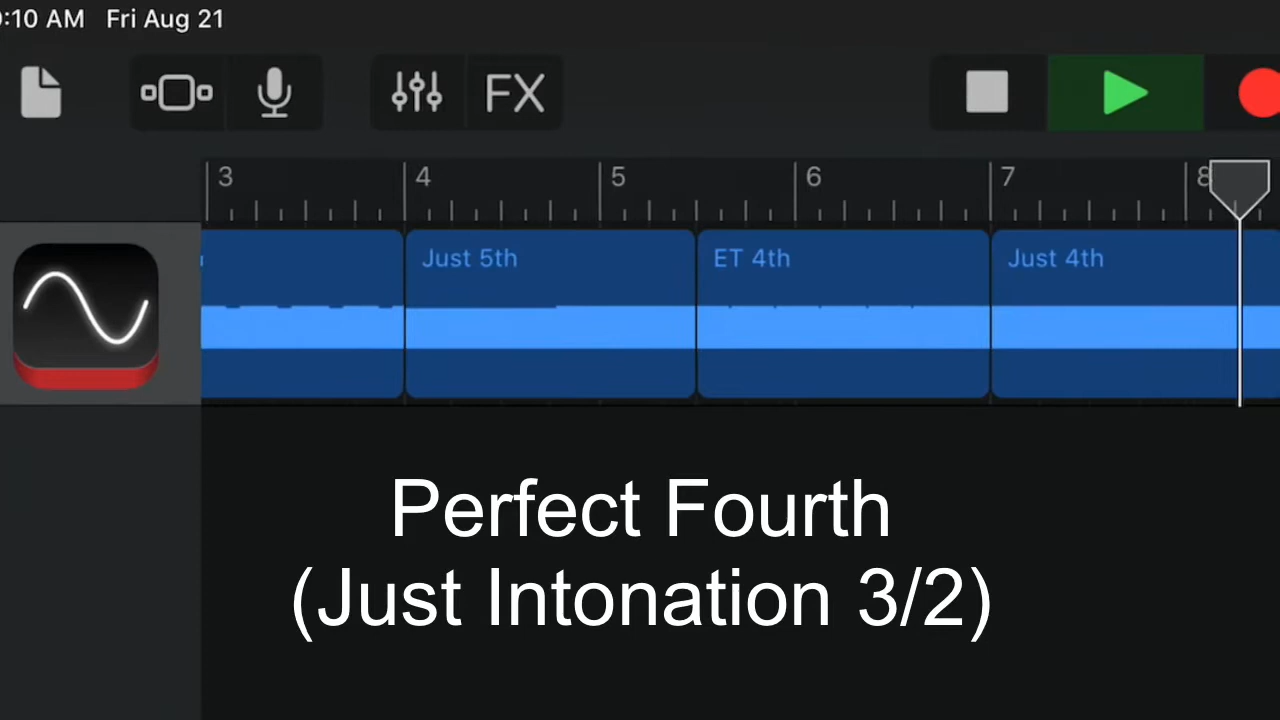 :10 AM Fri Aug 21
FX
3 4 5 6 7 8
Just 5th ET 4th Just 4th
Perfect Fourth
(Just Intonation 3/2)